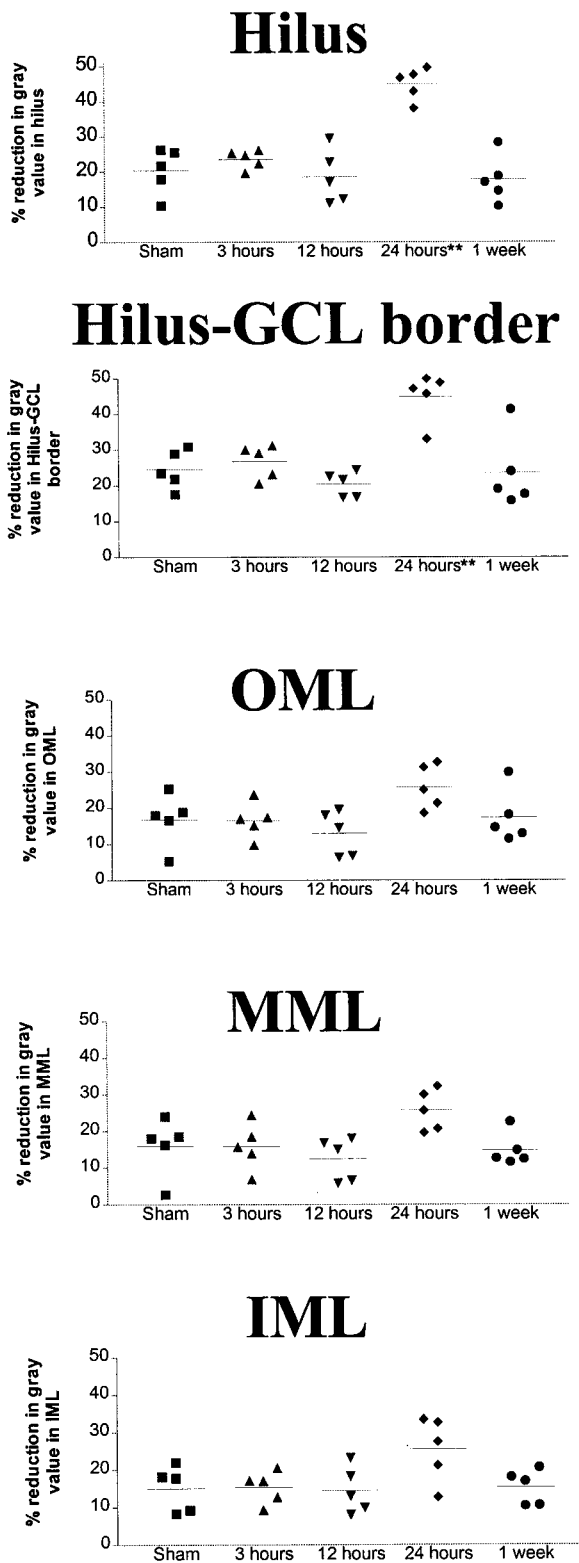 Hilus
% reduction in gray
value in hilus
50
30
20
10
0
Sham 3 hours 12 hours 24 hours** 1 week
Hilus-GCL border
% reduction in gray
value in Hilus-GCL
border
50
40
30
20
10
0
Sham 3 hours 12 hours 24 hours** 1 week
OML
% reduction in gray
value in OML
50
40
30
20
10
0
Sham 3 hours 12 hours 24 hours 1 week
MML
% reduction in gray
value in MML
50
40
30
20
10
0
Sham 3 hours 12 hours 24 hours 1 week
IML
% reduction in gray
value in IML
50
40
30
20
10
0
Sham 3 hours 12 hours 24 hours 1 week